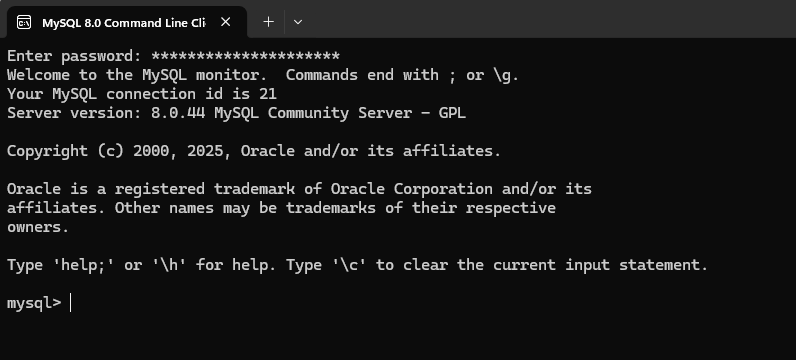 MySQL 8.0 Command Line Cli
Enter password: *********************
Welcome to the MySQL monitor.  Commands end with ; or \g.
Your MySQL connection id is 21
Server version: 8.0.44 MySQL Community Server - GPL
Copyright (c) 2000, 2025, Oracle and/or its affiliates.
Oracle is a registered trademark of Oracle Corporation and/or its
affiliates. Other names may be trademarks of their respective
owners.
Type 'help;' or '\h' for help. Type '\c' to clear the current input statement.
mysql>